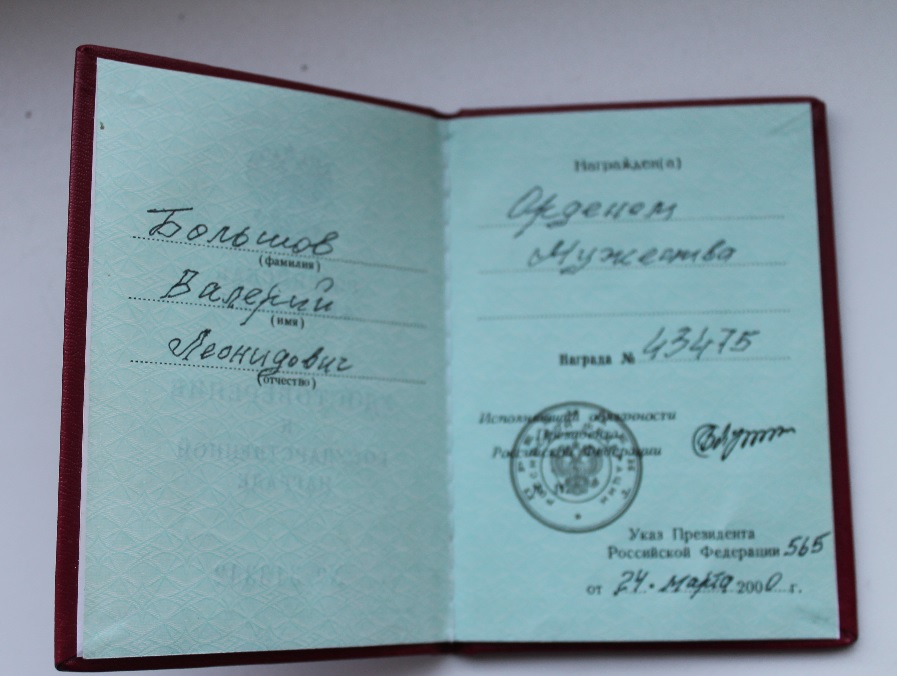 Большов
(фамилия)
Валерий
(имя)
Леонидович
(отчество)
Награжден(а)
Орденом
Мужества
Награда № 43475
Исполняющий обязанности
Президента
Российской Федерации
Указ Президента
Российской Федерации 565
от 24 марта 2000 г.